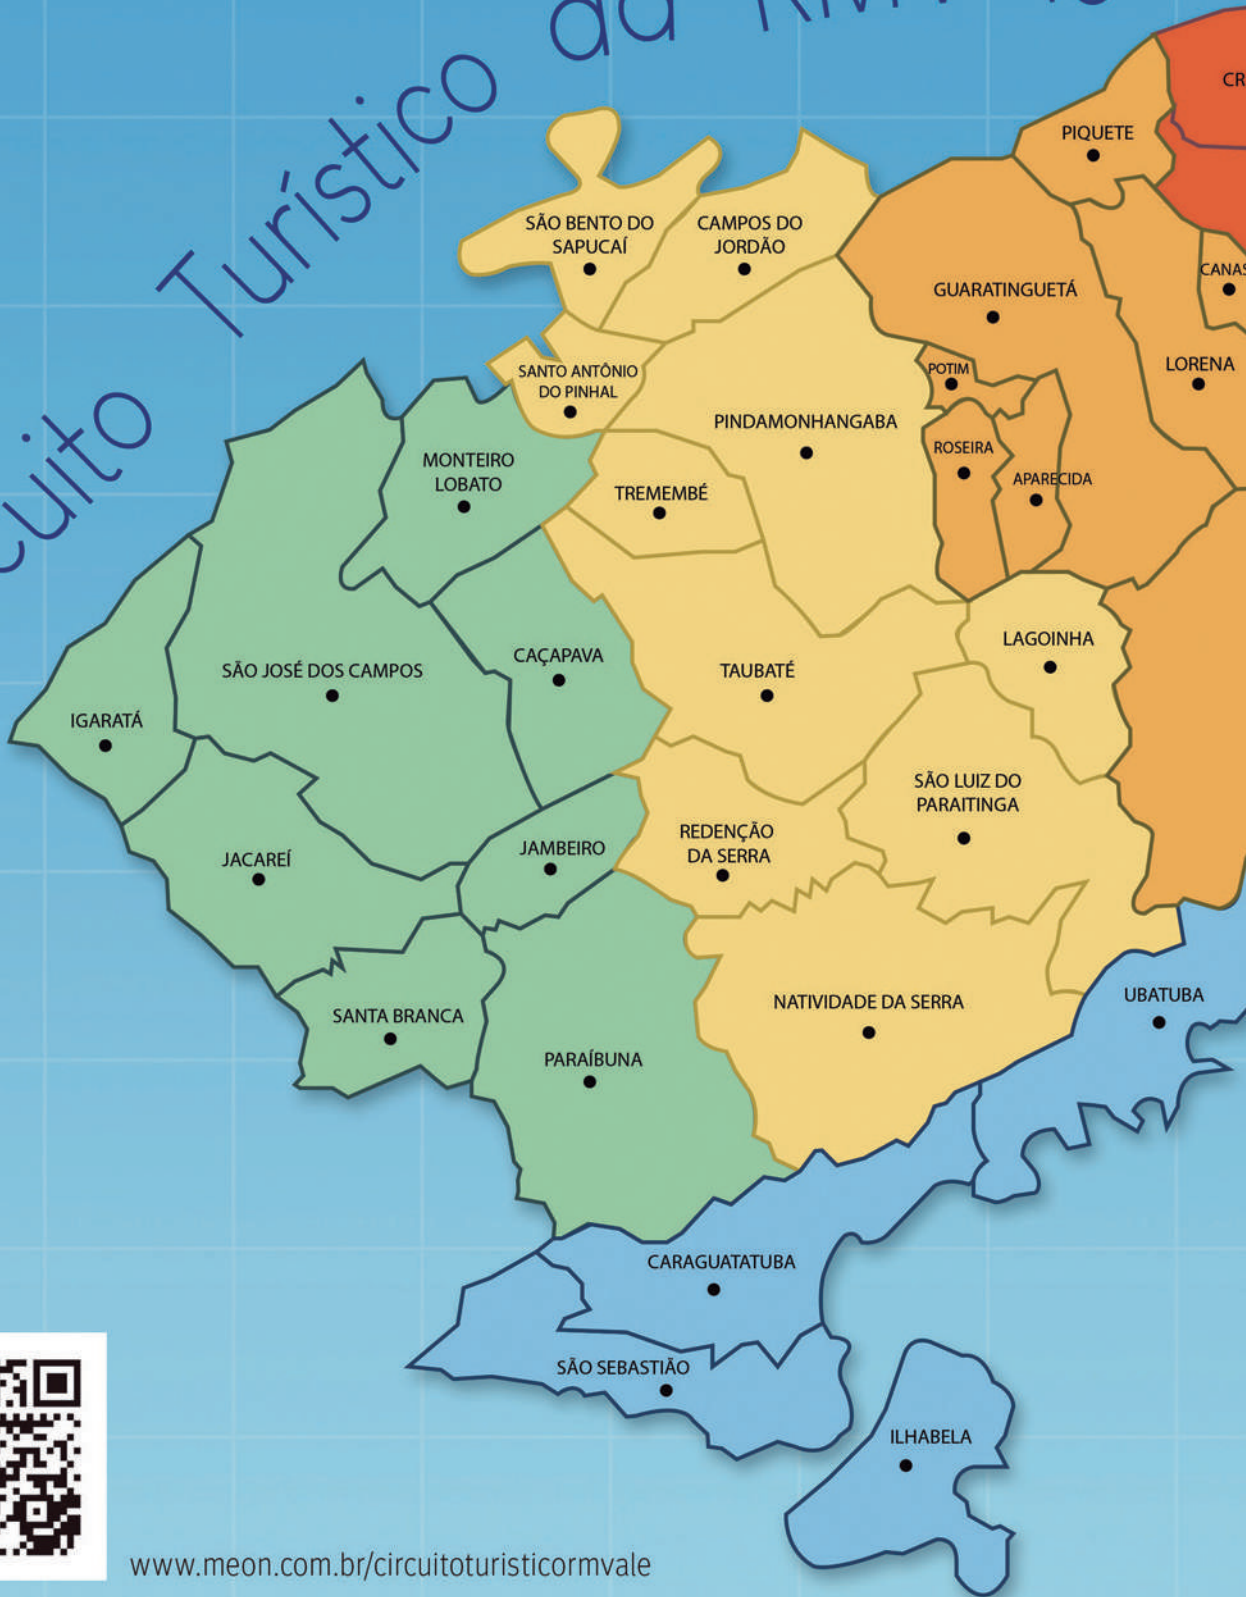 Turístico da
PIQUETE
SÃO BENTO DO
SAPUCAÍ
CAMPOS DO
JORDÃO
GUARATINGUETÁ
SANTO ANTÔNIO
DO PINHAL
POTIM
LORENA
PINDAMONHANGABA
ROSEIRA
MONTEIRO
LOBATO
APARECIDA
TREMEMBÉ
LAGOINHA
CAÇAPAVA
SÃO JOSÉ DOS CAMPOS
TAUBATÉ
IGARATÁ
SÃO LUIZ DO
PARAITINGA
REDENÇÃO
DA SERRA
JAMBEIRO
JACAREÍ
UBATUBA
NATIVIDADE DA SERRA
SANTA BRANCA
PARAÍBUNA
CARAGUATATUBA
SÃO SEBASTIÃO
ILHABELA
www.meon.com.br/circuitoturisticormvale